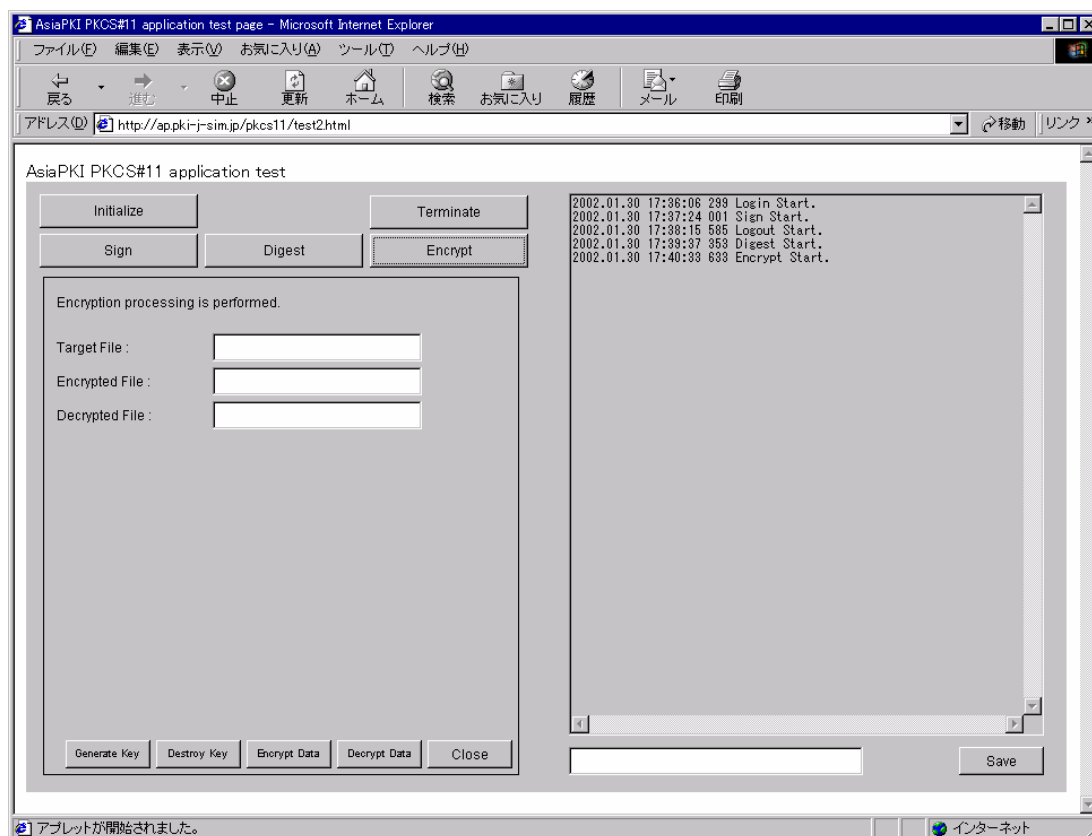 AsiaPKI PKCS#11 application test page - Microsoft Internet Explorer
ファイル(F) 編集(E) 表示(V) お気に入り(A) ツール(T) ヘルプ(H)
戻る 進む 中止 更新 ホーム 検索 お気に入り 履歴 メール 印刷
アドレス(D) http://ap.pki-j-sim.jp/pkcs11/test2.html 移動 リンク »
AsiaPKI PKCS#11 application test
Initialize Terminate
Sign Digest Encrypt
Encryption processing is performed.
Target File :
Encrypted File :
Decrypted File :
Generate Key Destroy Key Encrypt Data Decrypt Data Close
2002.01.30 17:36:06 299 Login Start.
2002.01.30 17:37:24 001 Sign Start.
2002.01.30 17:38:15 585 Logout Start.
2002.01.30 17:39:37 353 Digest Start.
2002.01.30 17:40:33 633 Encrypt Start.
Save
アプレットが開始されました。 インターネット